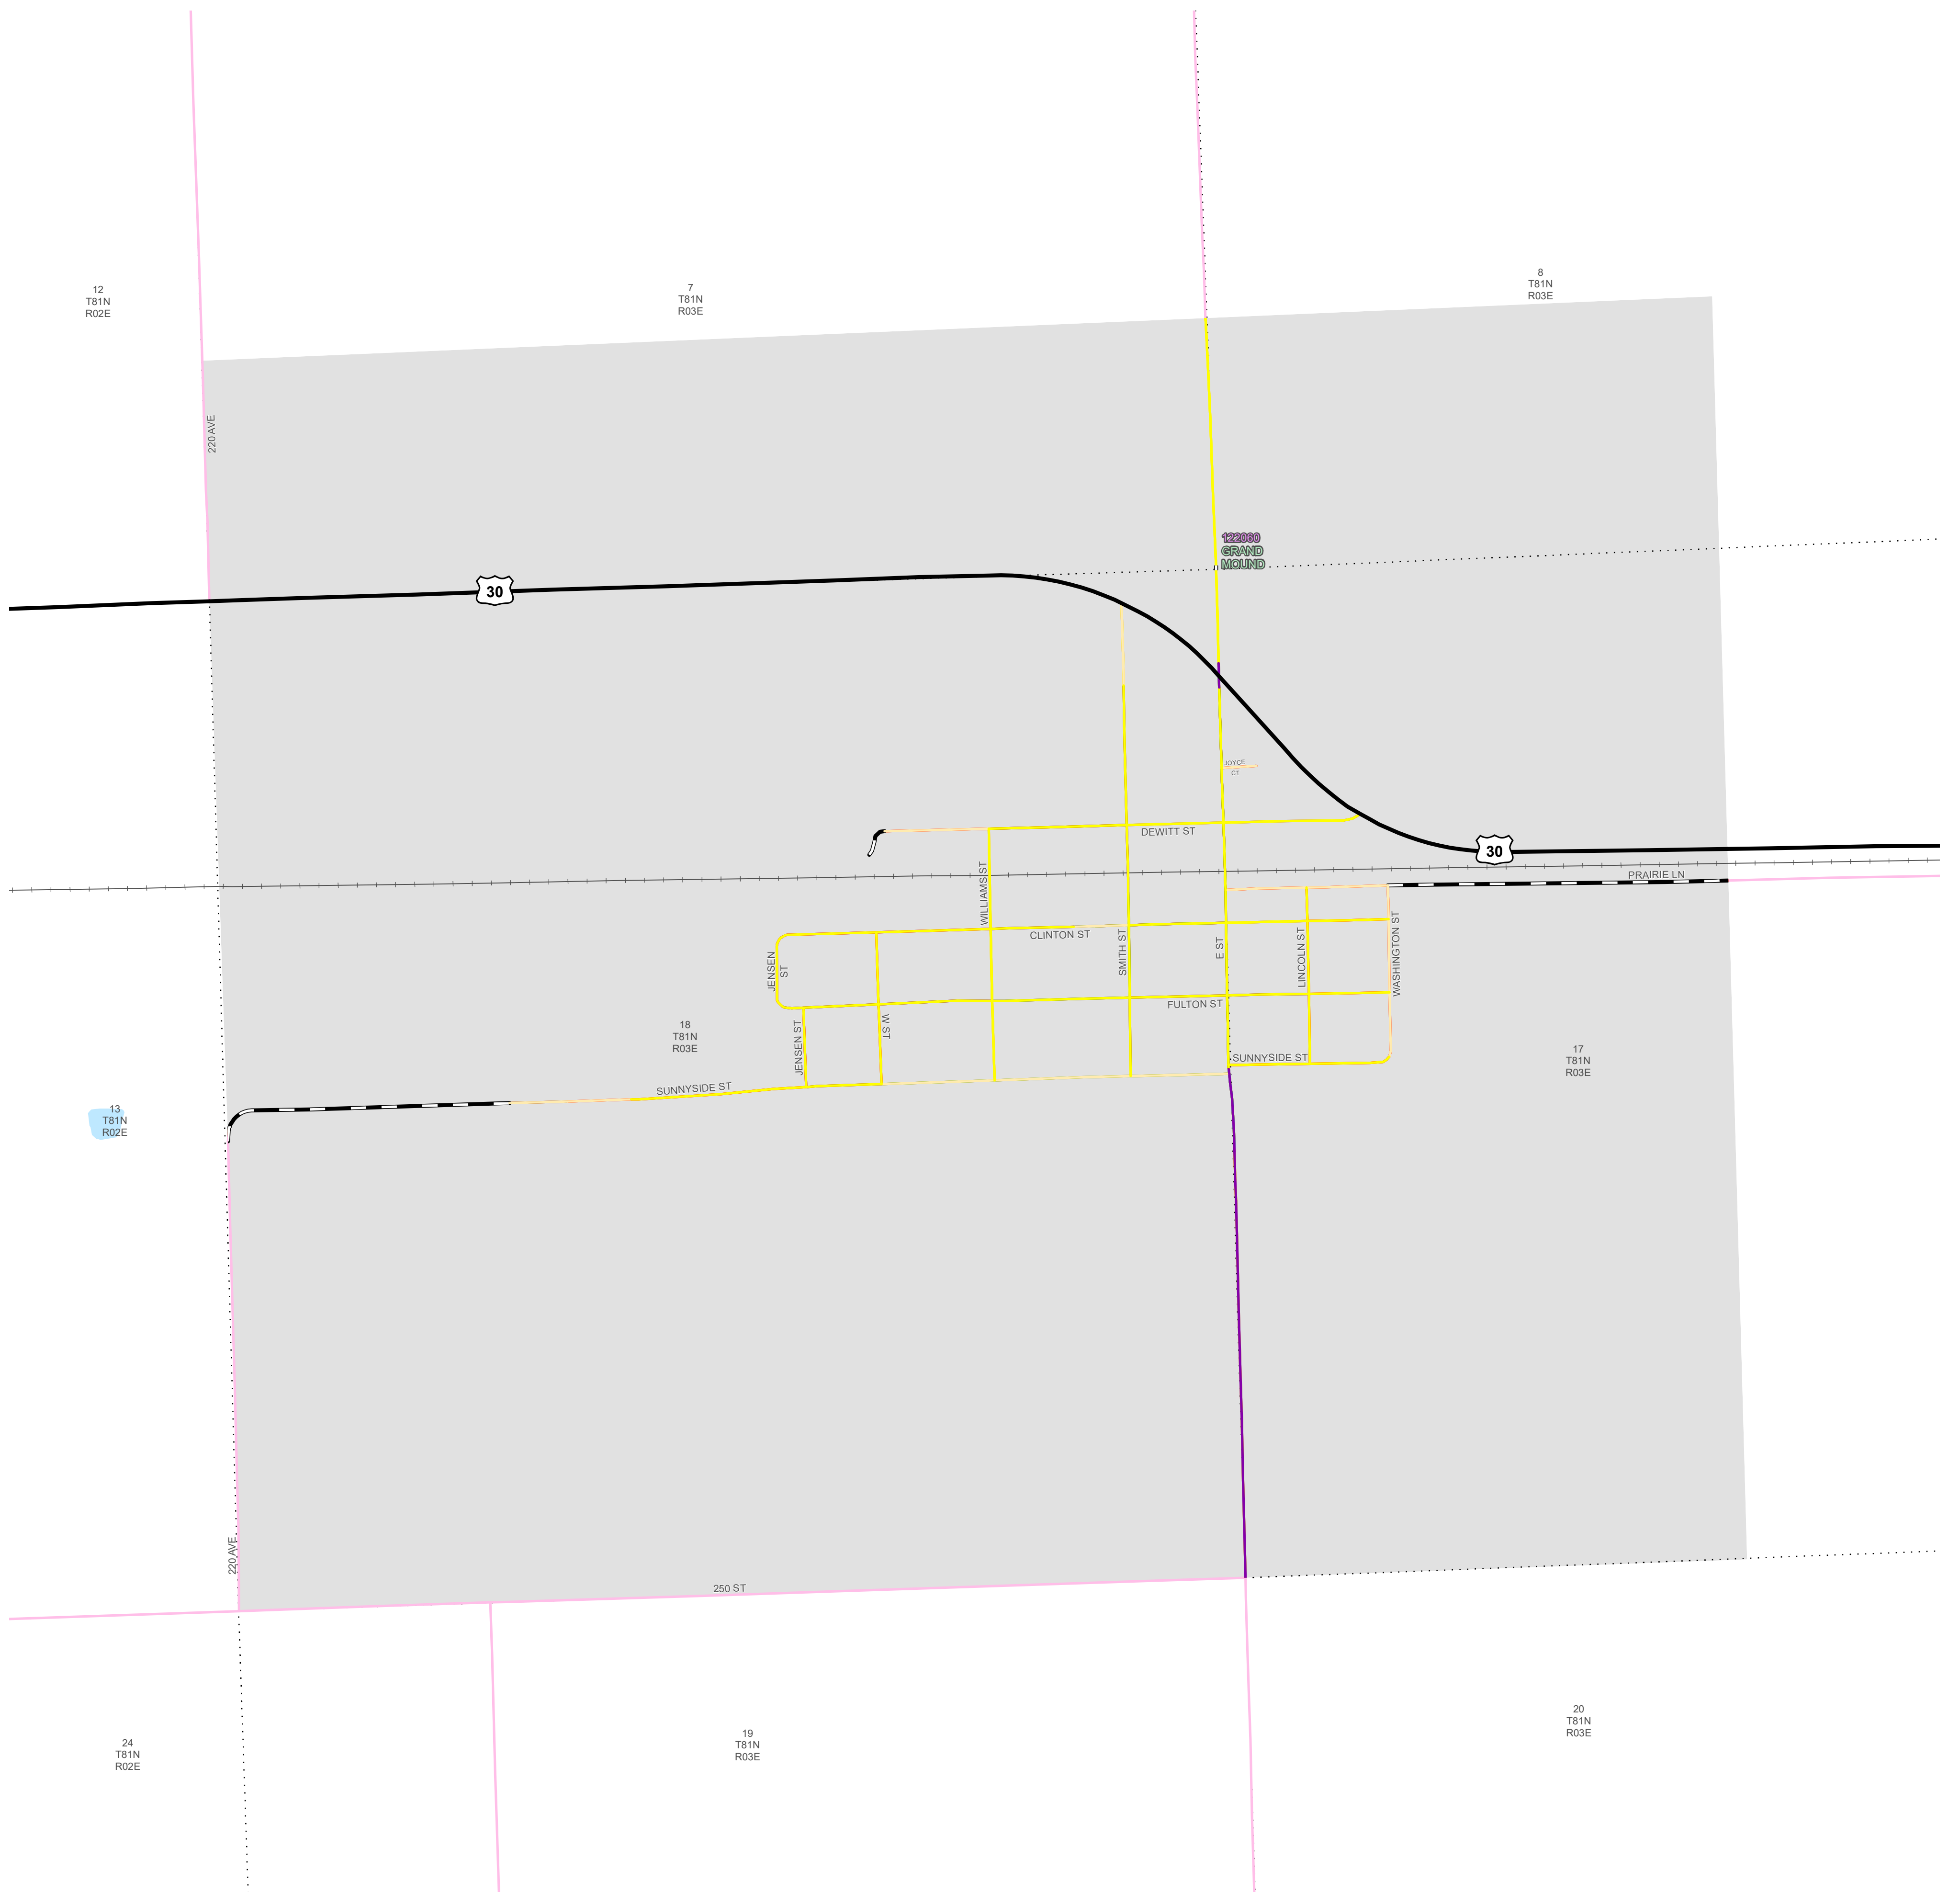 8
T81N
R03E
7
T81N
R03E
12
T81N
R02E
220 AVE
122060
GRAND
MOUND
30
JOYCE
CT
DEWITT ST
30
PRAIRIE LN
WILLIAMS ST
CLINTON ST
SMITH ST
E ST
LINCOLN ST
WASHINGTON ST
JENSEN
ST
FULTON ST
W ST
JENSEN ST
18
T81N
R03E
17
T81N
R03E
SUNNYSIDE ST
SUNNYSIDE ST
13
T81N
R02E
220 AVE
250 ST
20
T81N
R03E
19
T81N
R03E
24
T81N
R02E